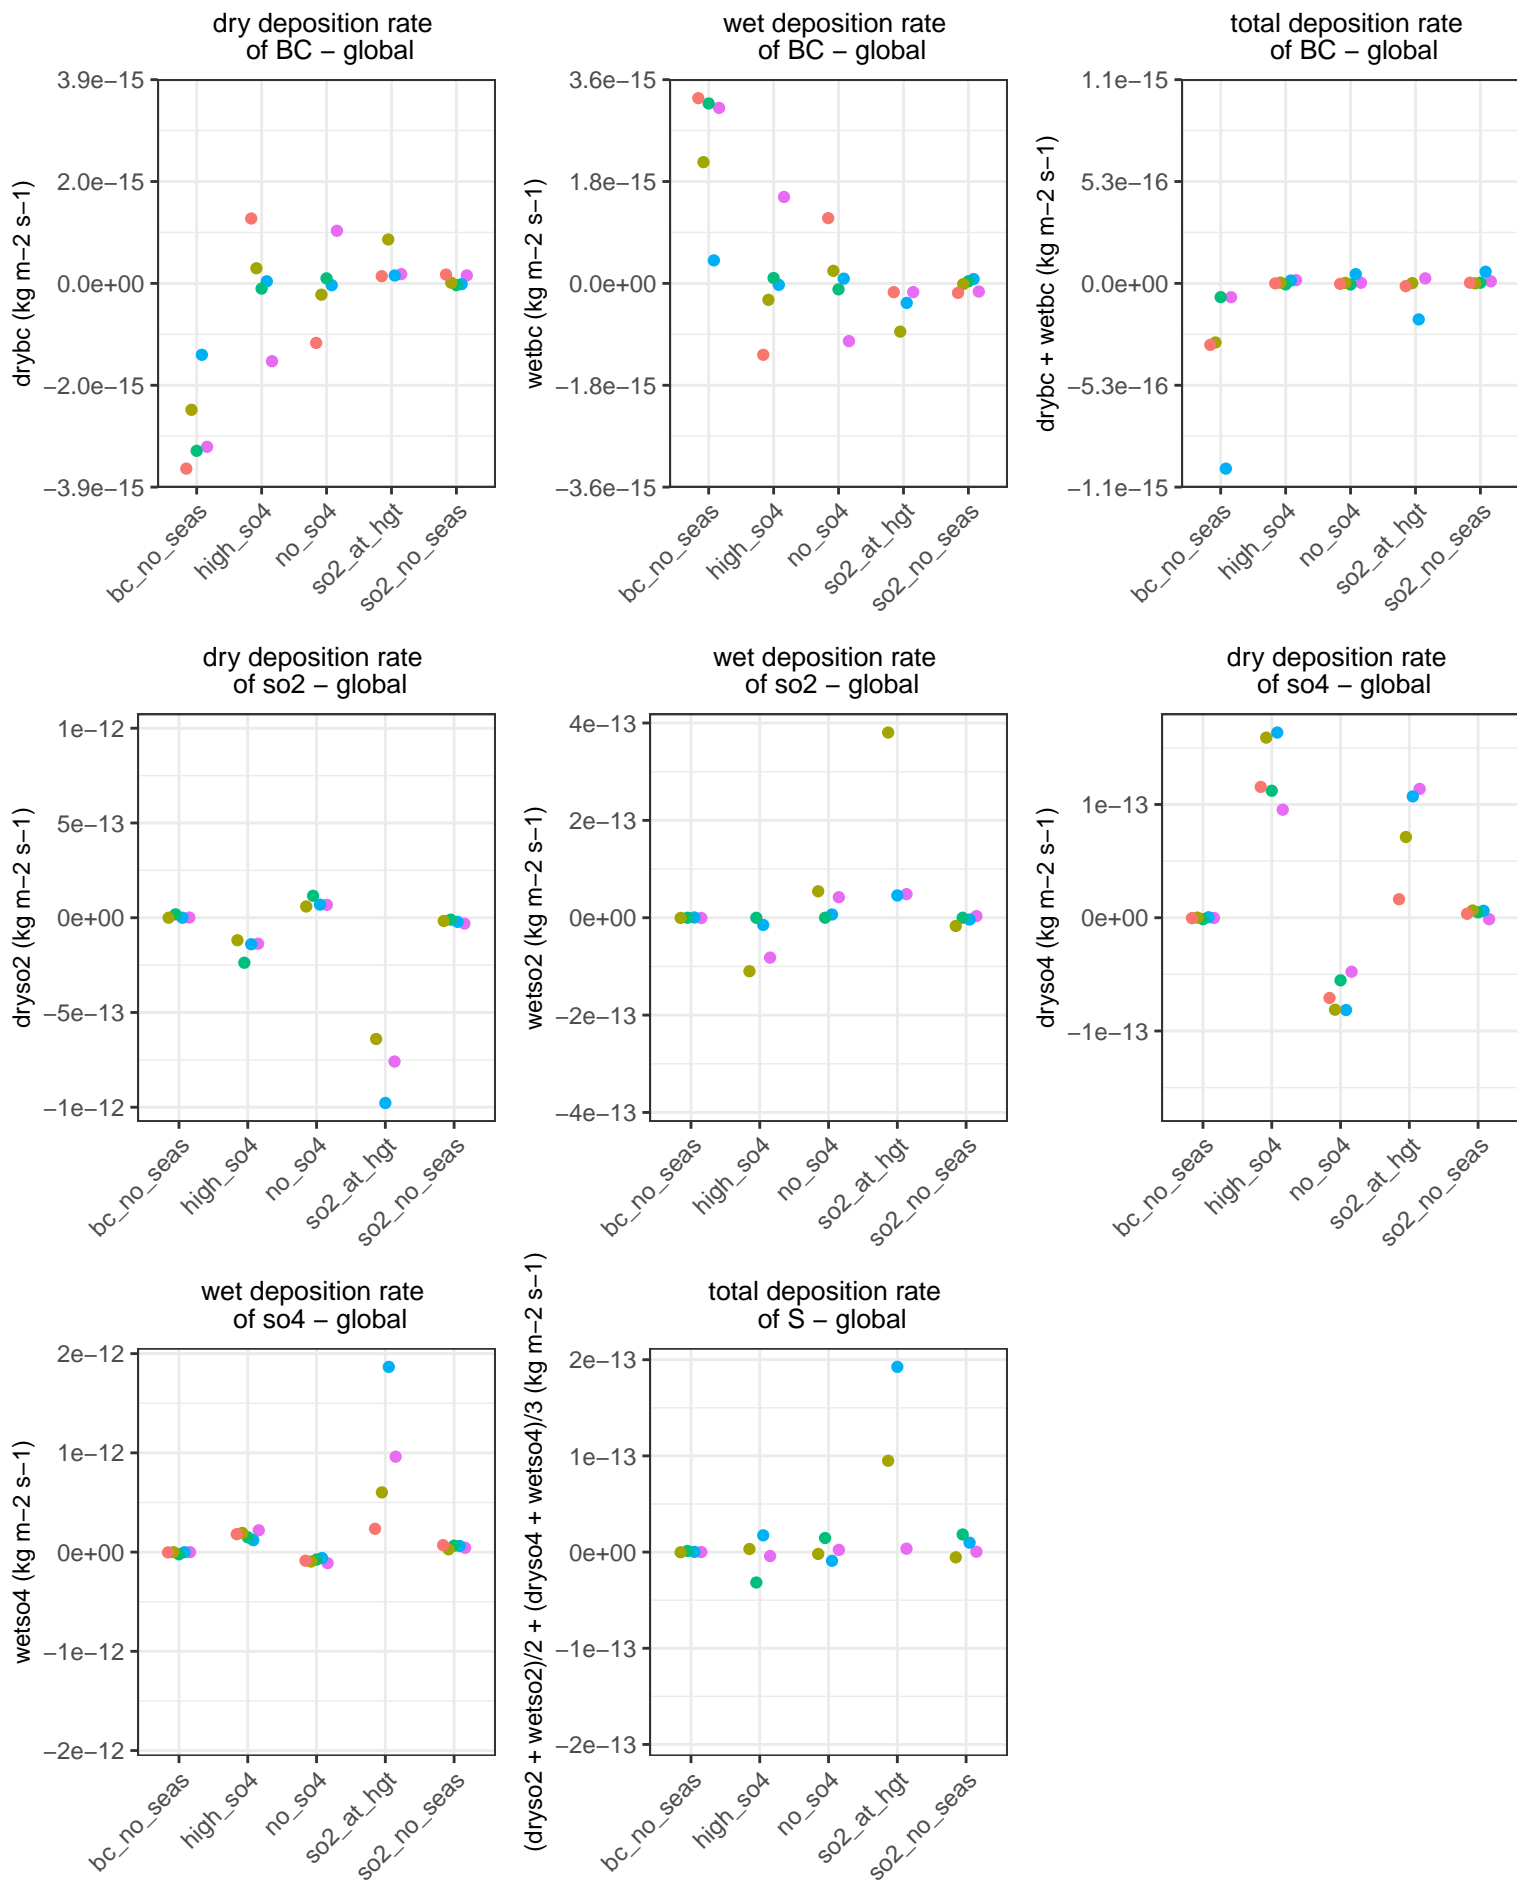 dry deposition rate
of BC – global
drybc (kg m−2 s−1)
3.9e−15
2.0e−15
0.0e+00
−2.0e−15
−3.9e−15
bc_no_seas
high_so4
no_so4
so2_at_hgt
so2_no_seas
wet deposition rate
of BC – global
wetbc (kg m−2 s−1)
3.6e−15
1.8e−15
0.0e+00
−1.8e−15
−3.6e−15
bc_no_seas
high_so4
no_so4
so2_at_hgt
so2_no_seas
total deposition rate
of BC – global
drybc + wetbc (kg m−2 s−1)
1.1e−15
5.3e−16
0.0e+00
−5.3e−16
−1.1e−15
bc_no_seas
high_so4
no_so4
so2_at_hgt
so2_no_seas
dry deposition rate
of so2 – global
dryso2 (kg m−2 s−1)
1e−12
5e−13
0e+00
−5e−13
−1e−12
bc_no_seas
high_so4
no_so4
so2_at_hgt
so2_no_seas
wet deposition rate
of so2 – global
wetso2 (kg m−2 s−1)
4e−13
2e−13
0e+00
−2e−13
−4e−13
bc_no_seas
high_so4
no_so4
so2_at_hgt
so2_no_seas
dry deposition rate
of so4 – global
dryso4 (kg m−2 s−1)
1e−13
0e+00
−1e−13
bc_no_seas
high_so4
no_so4
so2_at_hgt
so2_no_seas
wet deposition rate
of so4 – global
wetso4 (kg m−2 s−1)
2e−12
1e−12
0e+00
−1e−12
−2e−12
bc_no_seas
high_so4
no_so4
so2_at_hgt
so2_no_seas
total deposition rate
of S – global
(dryso2 + wetso2)/2 + (dryso4 + wetso4)/3 (kg m−2 s−1)
2e−13
1e−13
0e+00
−1e−13
−2e−13
bc_no_seas
high_so4
no_so4
so2_at_hgt
so2_no_seas